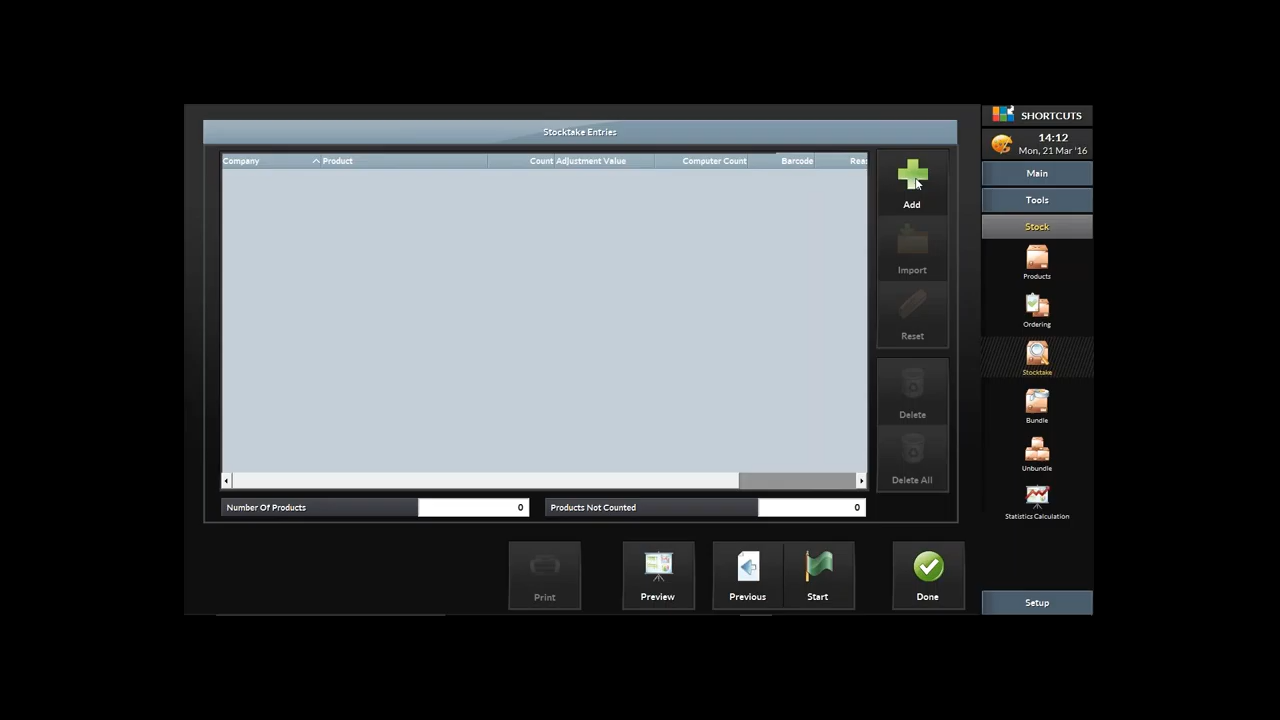 Stocktake Entries
Company Product Count Adjustment Value Computer Count Barcode Rea
Add
Import
Reset
Delete
Delete All
Number Of Products 0 Products Not Counted 0
Print Preview Previous Start Done
SHORTCUTS
14:12
Mon, 21 Mar '16
Main
Tools
Stock
Products
Ordering
Stocktake
Bundle
Unbundle
Statistics Calculation
Setup